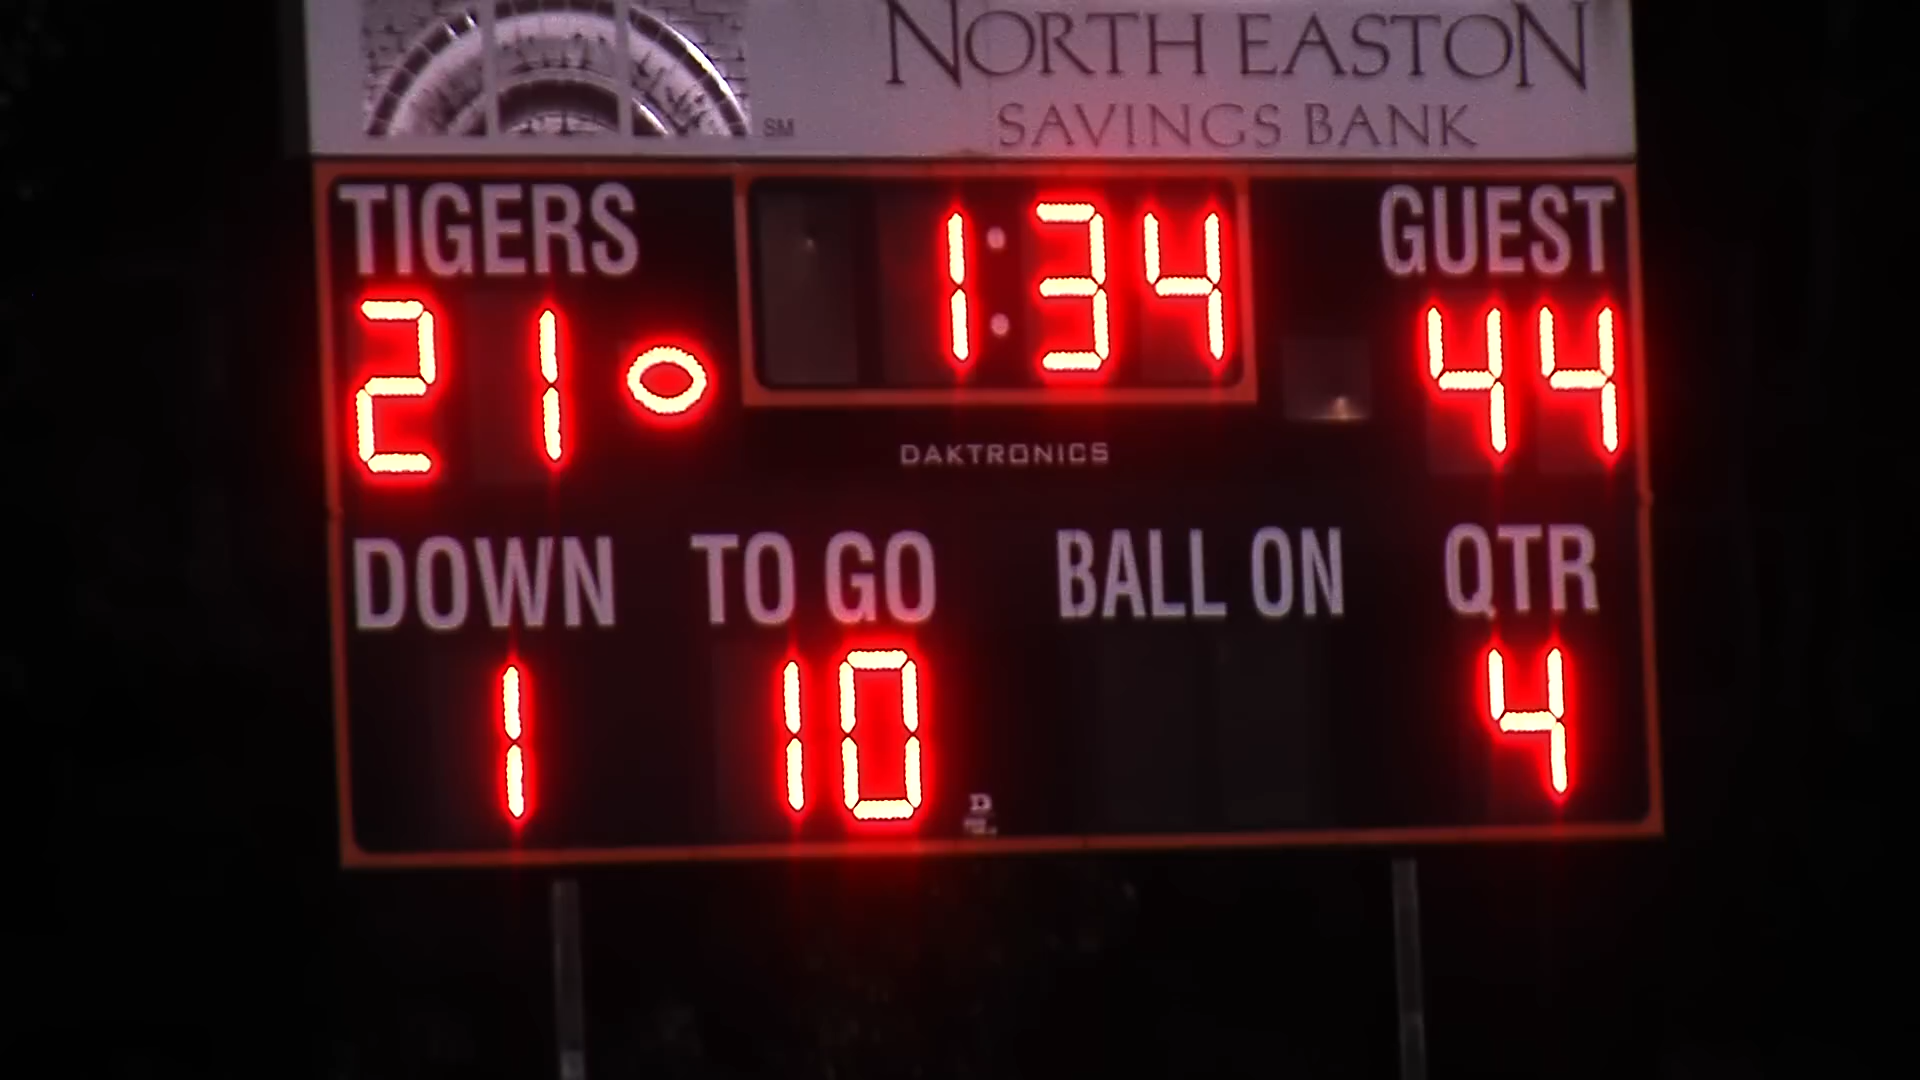 NORTH EASTON
SAVINGS BANK
SM
TIGERS 1:34 GUEST
21 44
DAKTRONICS
DOWN TO GO BALL ON QTR
1 10 4